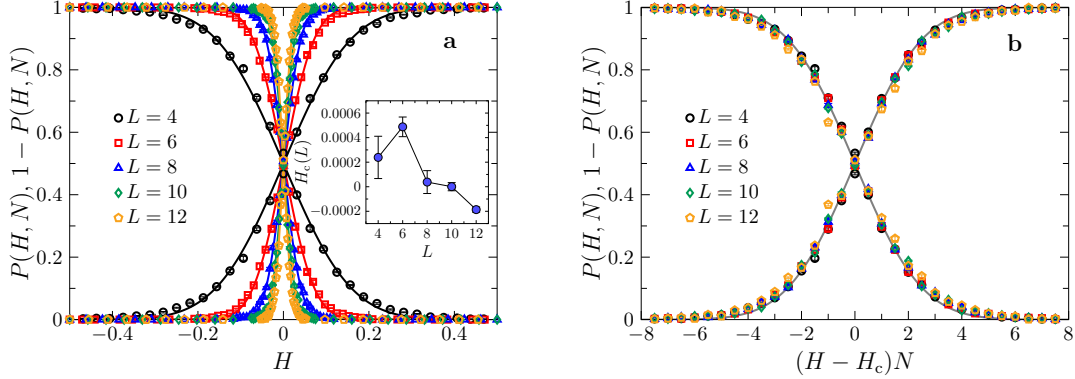 P(H, N), 1 − P(H, N)
1
0.8
0.6
0.4
0.2
0
−0.4
−0.2
0
0.2
0.4
H
a
L = 4
L = 6
L = 8
L = 10
L = 12
H_c(L)
0.0006
0.0004
0.0002
0
−0.0002
4
6
8
10
12
L
P(H, N), 1 − P(H, N)
1
0.8
0.6
0.4
0.2
0
−8
−6
−4
−2
0
2
4
6
8
(H − H_c)N
b
L = 4
L = 6
L = 8
L = 10
L = 12